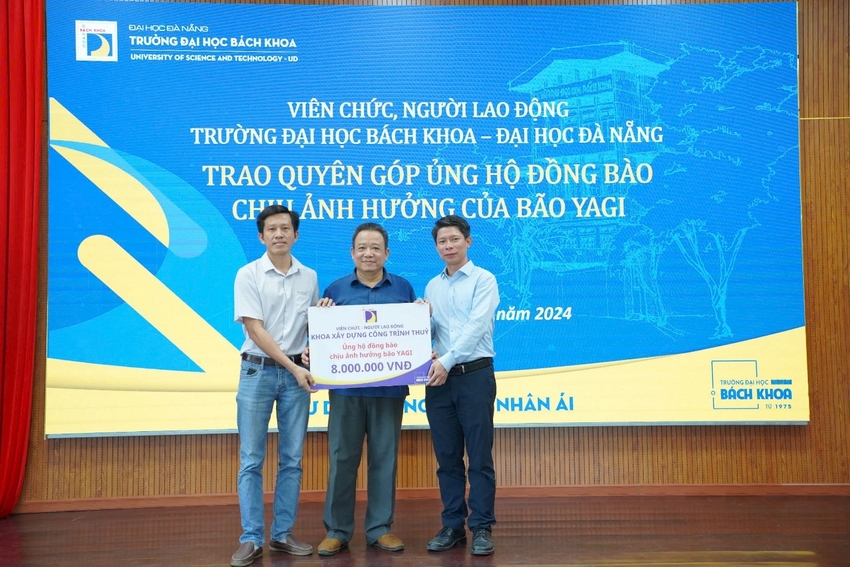 BÁCH KHOA
ĐẠI HỌC ĐÀ NẴNG
TRƯỜNG ĐẠI HỌC BÁCH KHOA
UNIVERSITY OF SCIENCE AND TECHNOLOGY - UD
VIÊN CHỨC, NGƯỜI LAO ĐỘNG
TRƯỜNG ĐẠI HỌC BÁCH KHOA – ĐẠI HỌC ĐÀ NẴNG
TRAO QUYÊN GÓP ỦNG HỘ ĐỒNG BÀO
CHỊU ẢNH HƯỞNG CỦA BÃO YAGI
năm 2024
VIÊN CHỨC - NGƯỜI LAO ĐỘNG
KHOA XÂY DỰNG CÔNG TRÌNH THUỶ
Ủng hộ đồng bào
chịu ảnh hưởng bão YAGI
8.000.000 VNĐ
NHÂN ÁI
TRƯỜNG ĐẠI HỌC
BÁCH KHOA
TỪ 1975